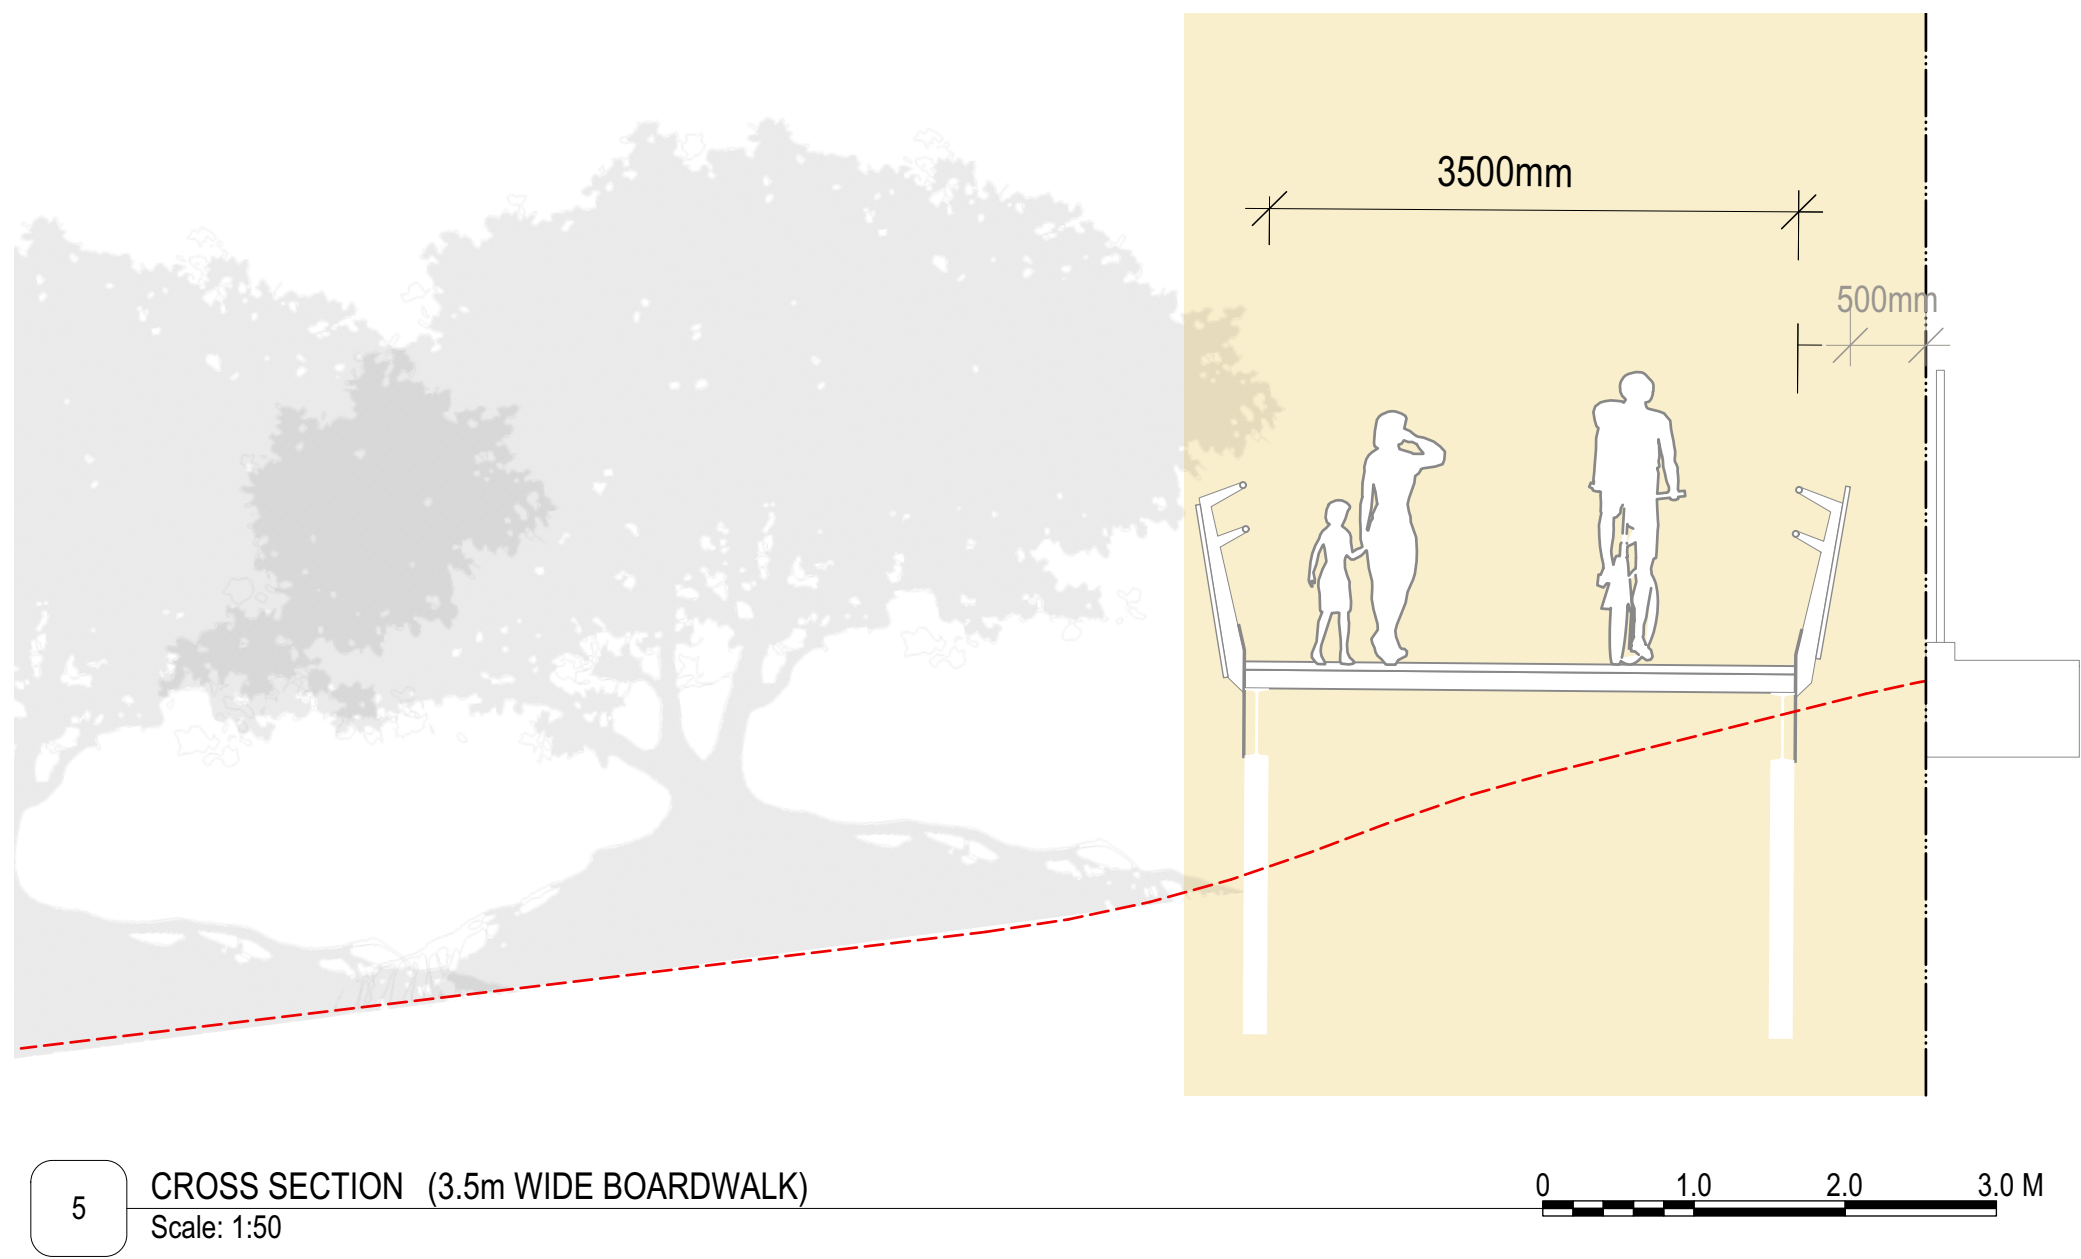 3500mm
500mm
5
CROSS SECTION (3.5m WIDE BOARDWALK)
Scale: 1:50
0 1.0 2.0 3.0 M